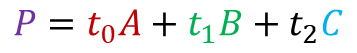 P = t₀A + t₁B + t₂C